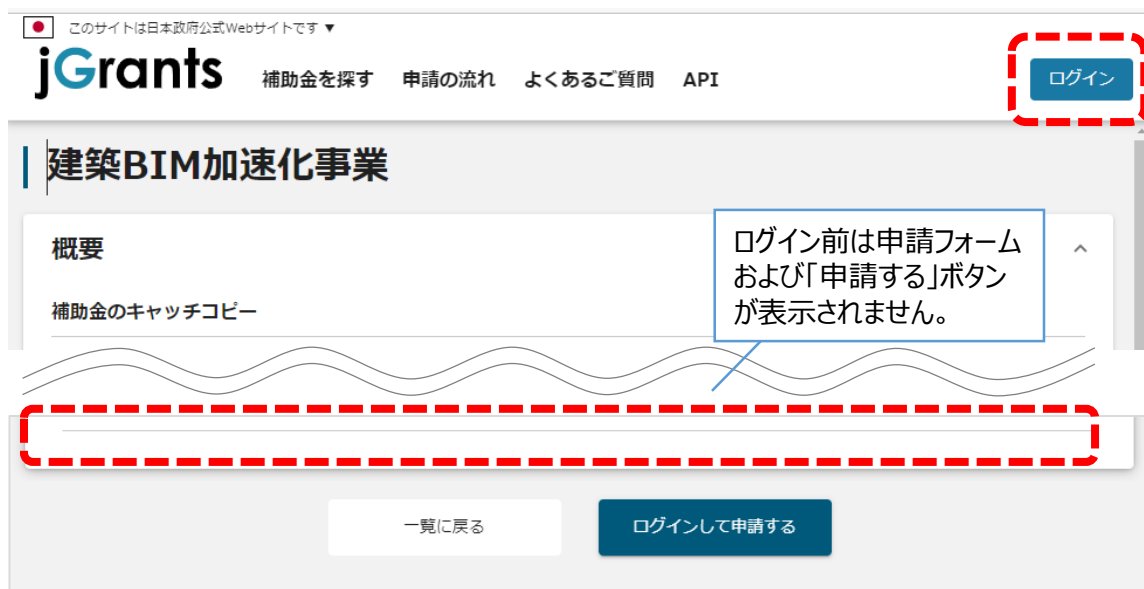 このサイトは日本政府公式Webサイトです ▼
jGrants 補助金を探す 申請の流れ よくあるご質問 API ログイン
建築BIM加速化事業
概要
ログイン前は申請フォーム
および「申請する」ボタン
が表示されません。
補助金のキャッチコピー
一覧に戻る ログインして申請する